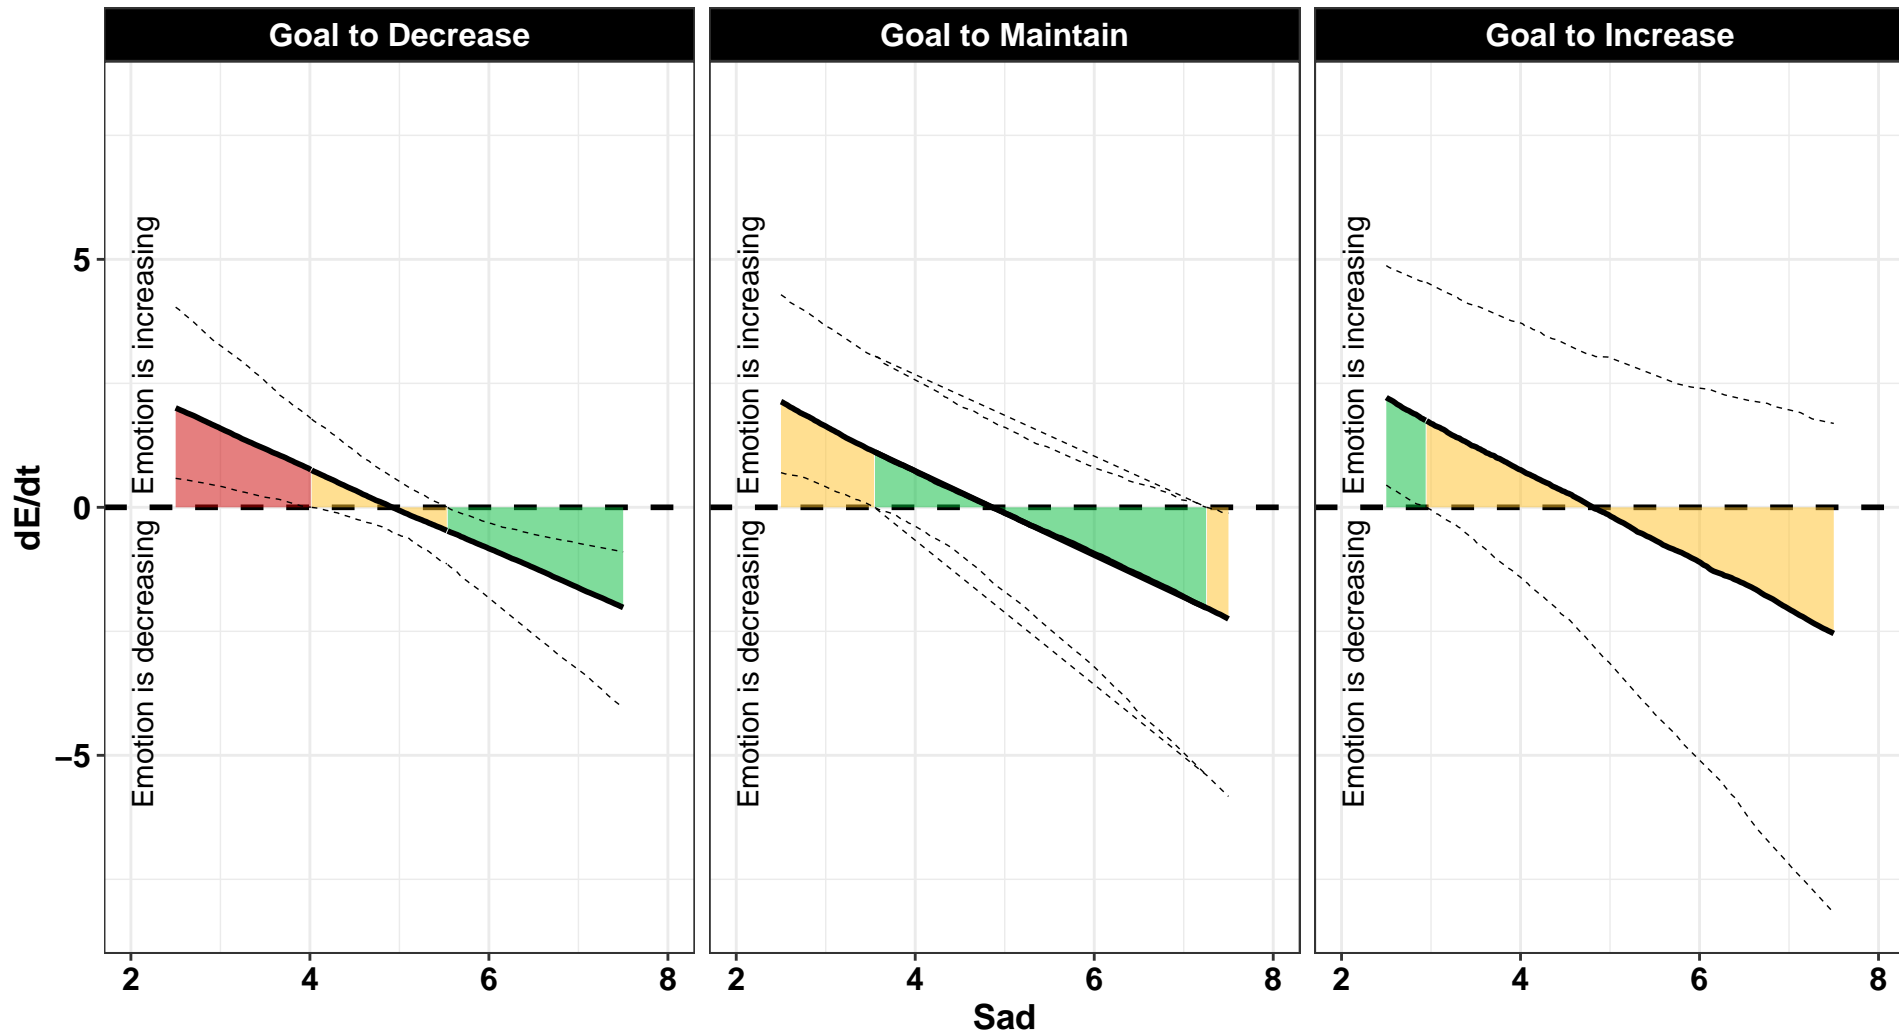 Goal to Decrease
Goal to Maintain
Goal to Increase
dE/dt
5
0
−5
Emotion is increasing
Emotion is decreasing
Emotion is increasing
Emotion is decreasing
Emotion is increasing
Emotion is decreasing
2 4 6 8
2 4 6 8
2 4 6 8
Sad